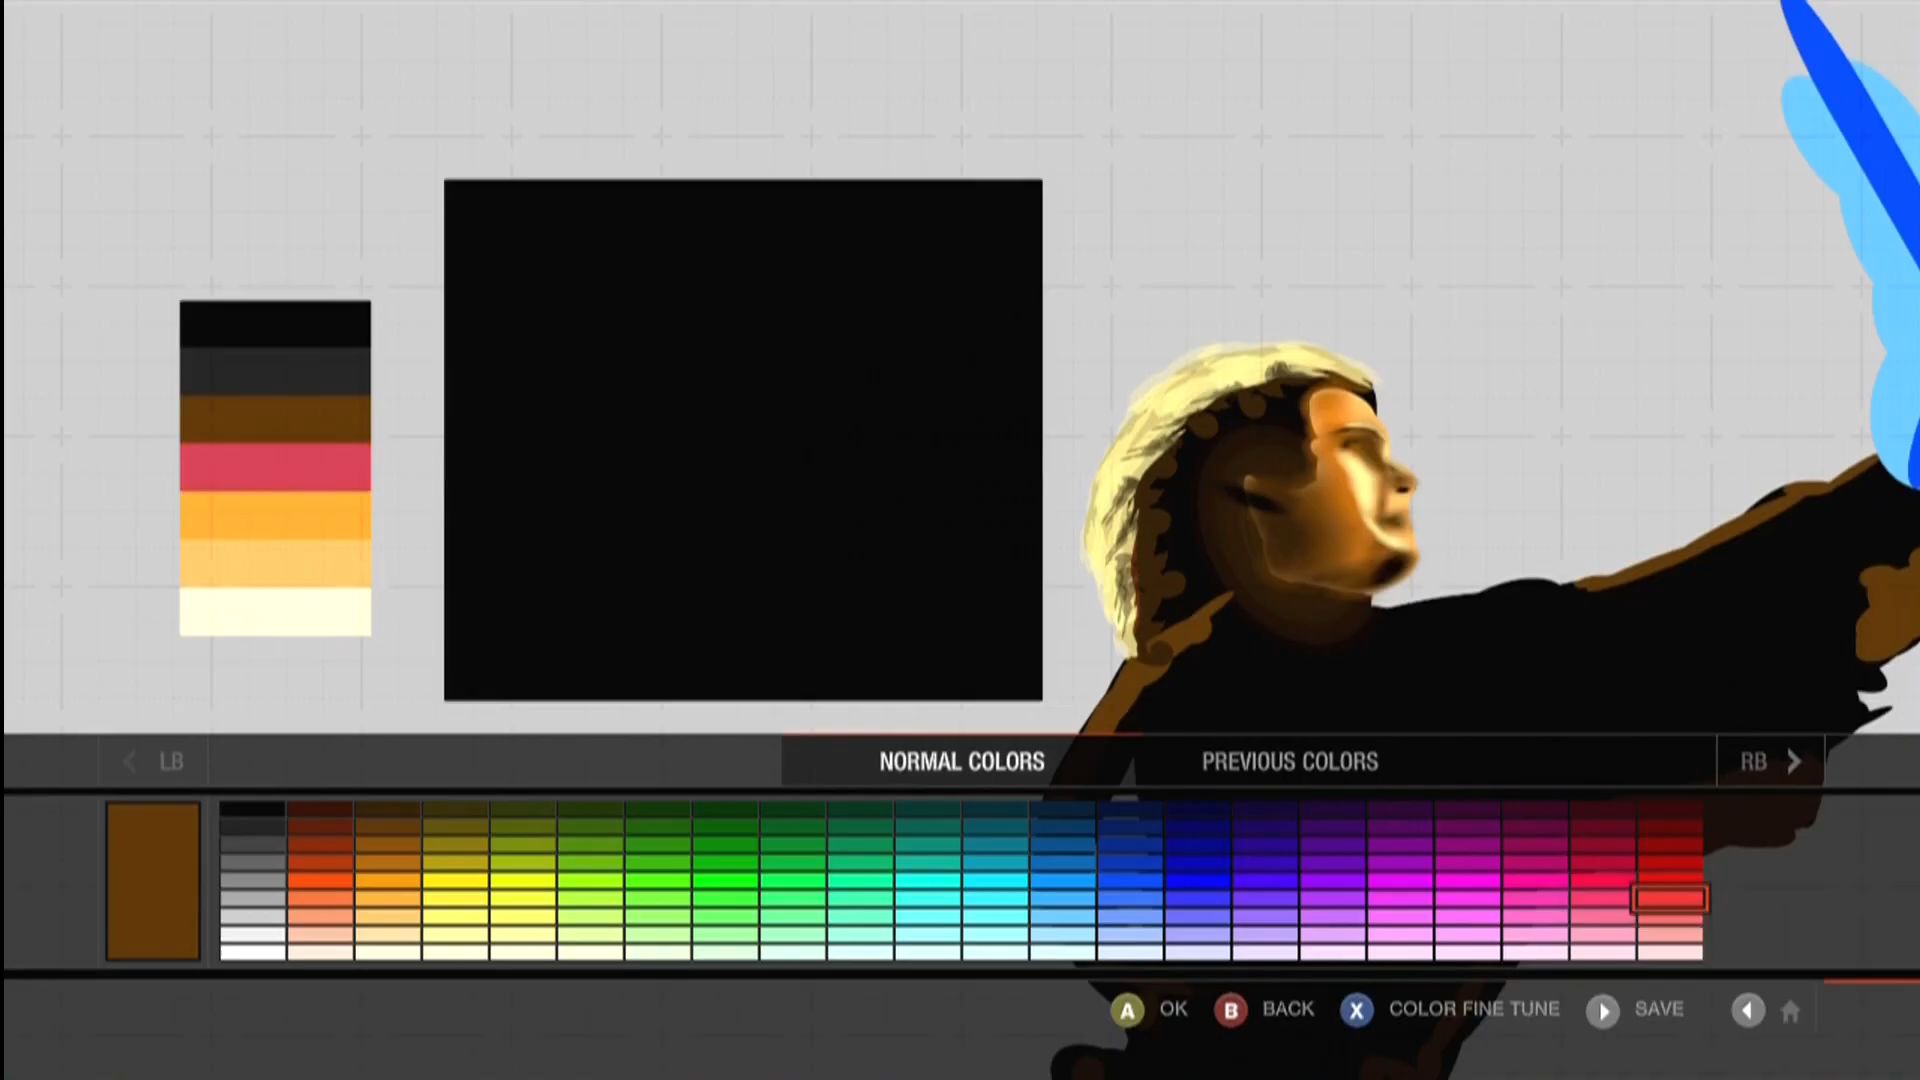 LB
NORMAL COLORS
PREVIOUS COLORS
RB
A OK B BACK X COLOR FINE TUNE SAVE